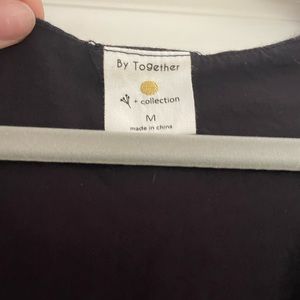 By Together
+ collection
M
made in china